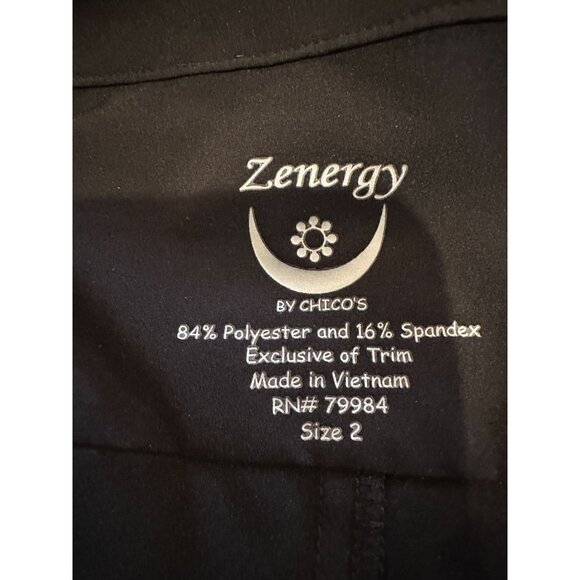 Zenergy
BY CHICO'S
84% Polyester and 16% Spandex
Exclusive of Trim
Made in Vietnam
RN# 79984
Size 2